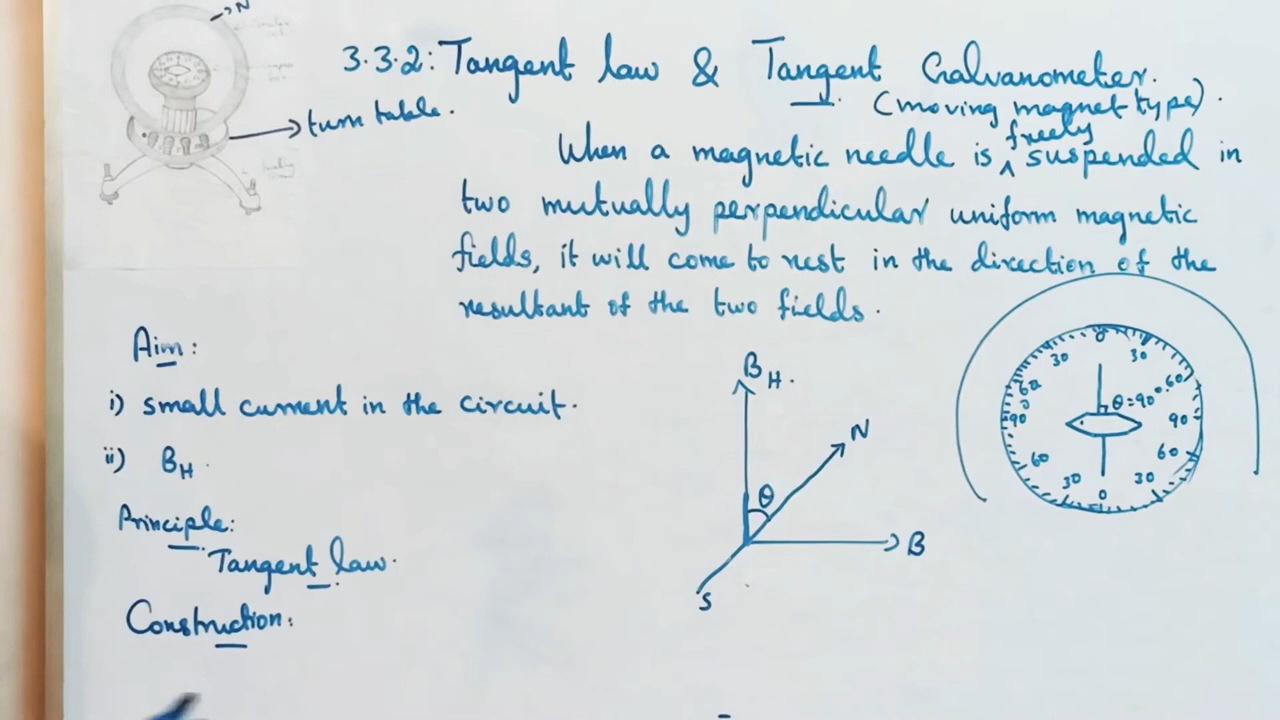 N
3.3.2: Tangent law & Tangent Galvanometer.
(moving magnet type).
turn table.
When a magnetic needle is freely suspended in
two mutually perpendicular uniform magnetic
fields, it will come to rest in the direction of the
resultant of the two fields.
Aim:
i) small current in the circuit.
ii) BH.
Principle:
Tangent law.
Construction:
BH.
N
θ
B
S
0
30 30
60 60
θ=90°
90 90
60 60
30 30
0